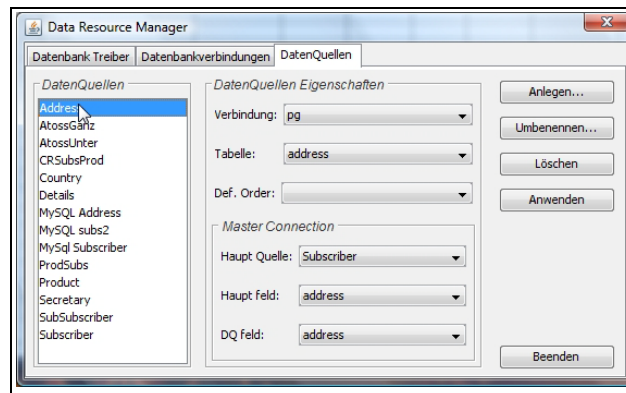 Data Resource Manager
Datenbank Treiber
Datenbankverbindungen
DatenQuellen
DatenQuellen
Address
AtossGanz
AtossUnter
CRSubsProd
Country
Details
MySQL Address
MySQL subs2
MySql Subscriber
ProdSubs
Product
Secretary
SubSubscriber
Subscriber
DatenQuellen Eigenschaften
Verbindung: pg
Tabelle: address
Def. Order:
Master Connection
Haupt Quelle: Subscriber
Haupt feld: address
DQ feld: address
Anlegen...
Umbenennen...
Löschen
Anwenden
Beenden